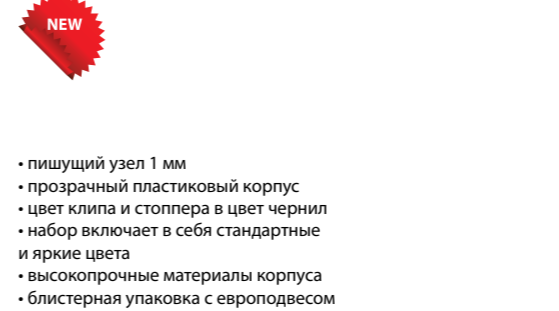 NEW
• пишущий узел 1 мм
• прозрачный пластиковый корпус
• цвет клипа и стоппера в цвет чернил
• набор включает в себя стандартные
и яркие цвета
• высокопрочные материалы корпуса
• блистерная упаковка с европодвесом